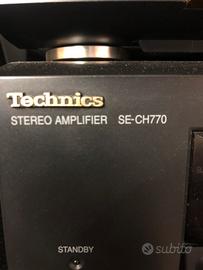 Technics
STEREO AMPLIFIER SE-CH770
STANDBY
subito